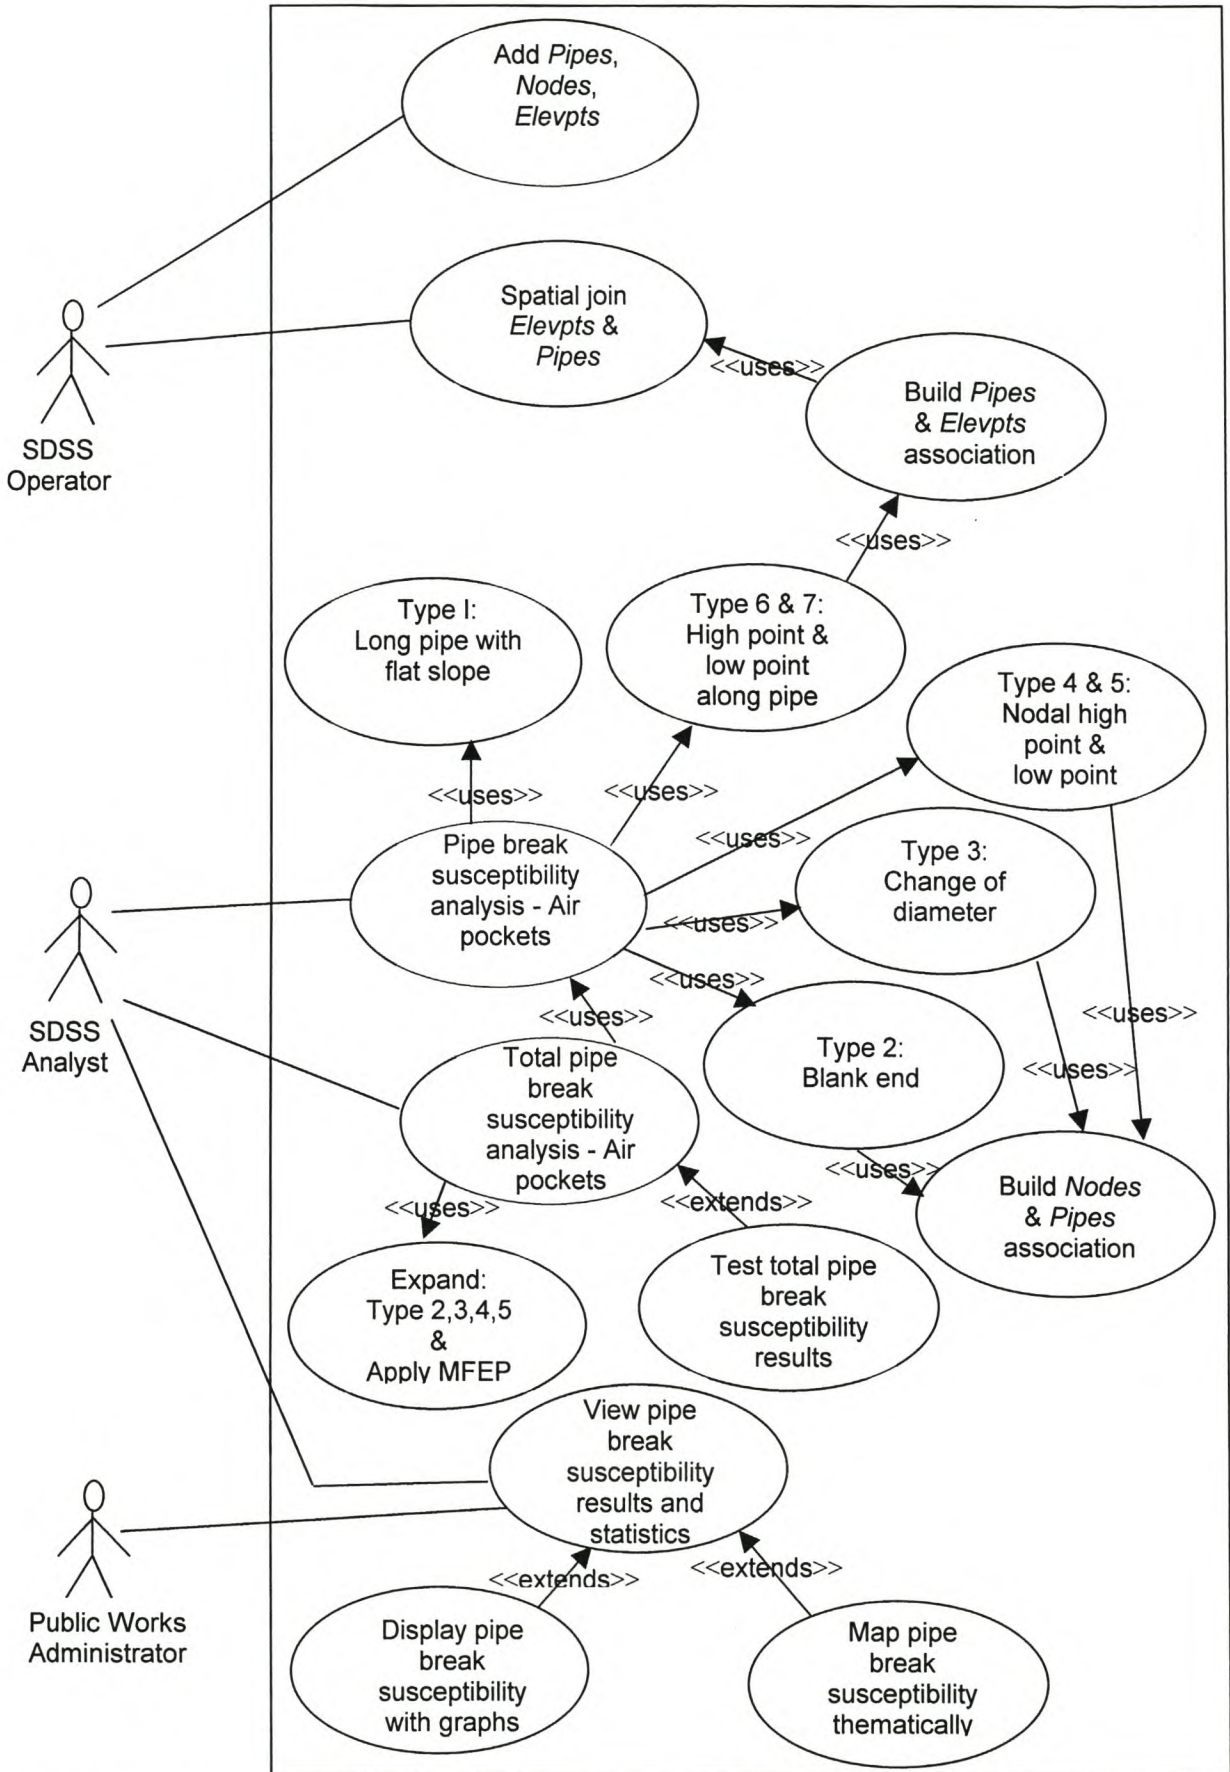 Add Pipes,
Nodes,
Elevpts
Spatial join
Elevpts &
Pipes
<<uses>>
Build Pipes
& Elevpts
association
SDSS
Operator
<<uses>>
Type I:
Long pipe with
flat slope
Type 6 & 7:
High point &
low point
along pipe
Type 4 & 5:
Nodal high
point &
low point
<<uses>>
<<uses>>
<<uses>>
Pipe break
susceptibility
analysis - Air
pockets
Type 3:
Change of
diameter
<<uses>>
<<uses>>
SDSS
Analyst
<<uses>>
<<uses>>
Total pipe
break
susceptibility
analysis - Air
pockets
Type 2:
Blank end
<<uses>>
<<uses>>
<<uses>>
<<extends>>
Build Nodes
& Pipes
association
Expand:
Type 2,3,4,5
&
Apply MFEP
Test total pipe
break
susceptibility
results
View pipe
break
susceptibility
results and
statistics
<<extends>>
<<extends>>
Public Works
Administrator
Display pipe
break
susceptibility
with graphs
Map pipe
break
susceptibility
thematically